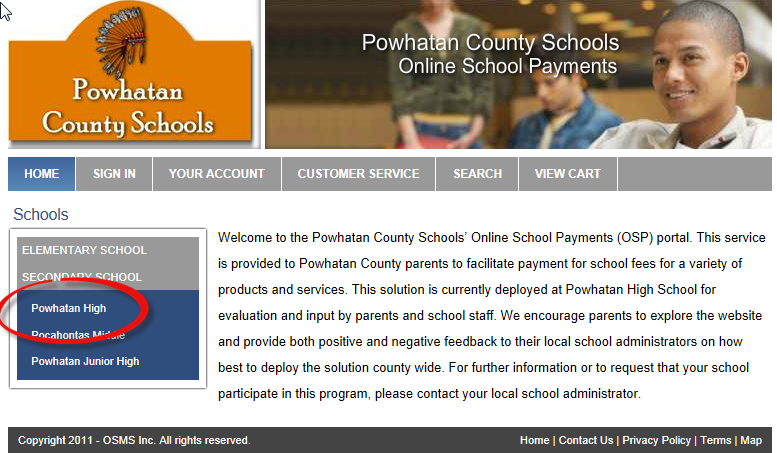 Powhatan
County Schools
Powhatan County Schools
Online School Payments
HOME SIGN IN YOUR ACCOUNT CUSTOMER SERVICE SEARCH VIEW CART
Schools
ELEMENTARY SCHOOL
SECONDARY SCHOOL
Powhatan High
Pocahontas Middle
Powhatan Junior High
Welcome to the Powhatan County Schools' Online School Payments (OSP) portal. This service
is provided to Powhatan County parents to facilitate payment for school fees for a variety of
products and services. This solution is currently deployed at Powhatan High School for
evaluation and input by parents and school staff. We encourage parents to explore the website
and provide both positive and negative feedback to their local school administrators on how
best to deploy the solution county wide. For further information or to request that your school
participate in this program, please contact your local school administrator.
Copyright 2011 - OSMS Inc. All rights reserved. Home | Contact Us | Privacy Policy | Terms | Map